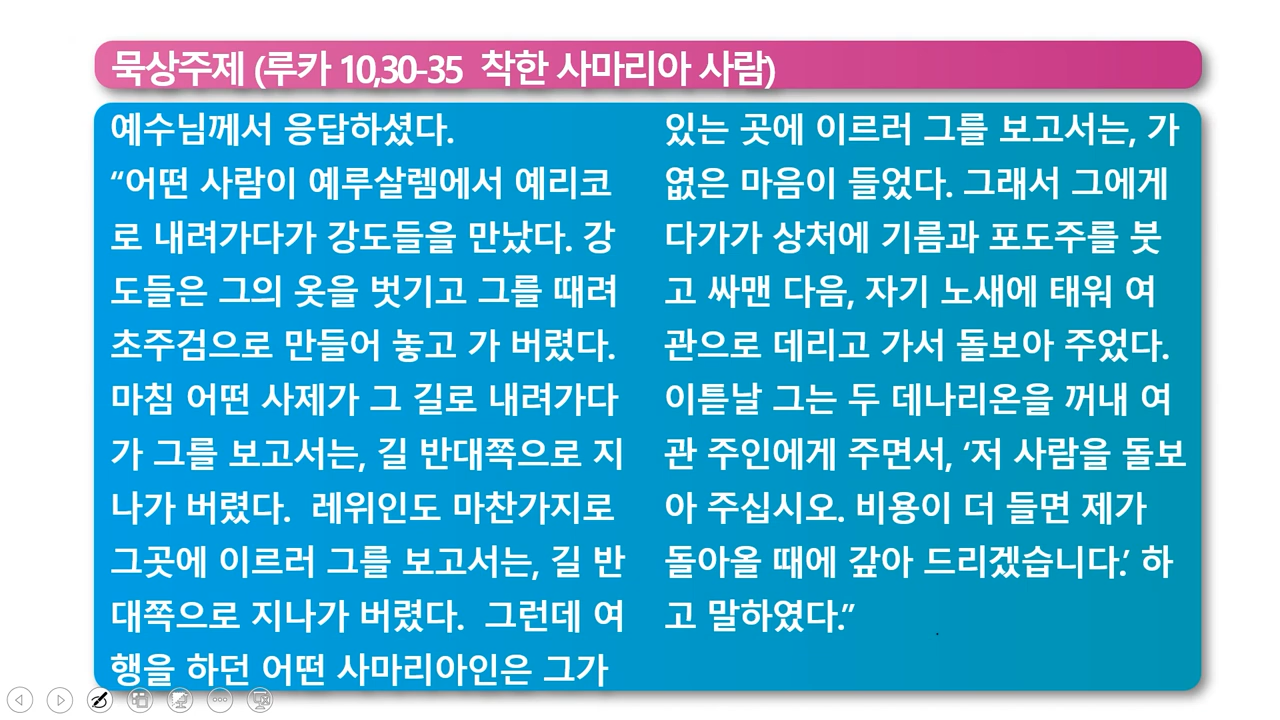 묵상주제 (루카 10,30-35  착한 사마리아 사람)
예수님께서 응답하셨다.
“어떤 사람이 예루살렘에서 예리코
로 내려가다가 강도들을 만났다. 강
도들은 그의 옷을 벗기고 그를 때려
초주검으로 만들어 놓고 가 버렸다.
마침 어떤 사제가 그 길로 내려가다
가 그를 보고서는, 길 반대쪽으로 지
나가 버렸다.  레위인도 마찬가지로
그곳에 이르러 그를 보고서는, 길 반
대쪽으로 지나가 버렸다.  그런데 여
행을 하던 어떤 사마리아인은 그가
있는 곳에 이르러 그를 보고서는, 가
엾은 마음이 들었다. 그래서 그에게
다가가 상처에 기름과 포도주를 붓
고 싸맨 다음, 자기 노새에 태워 여
관으로 데리고 가서 돌보아 주었다.
이튿날 그는 두 데나리온을 꺼내 여
관 주인에게 주면서, ‘저 사람을 돌보
아 주십시오. 비용이 더 들면 제가
돌아올 때에 갚아 드리겠습니다.’ 하
고 말하였다.”